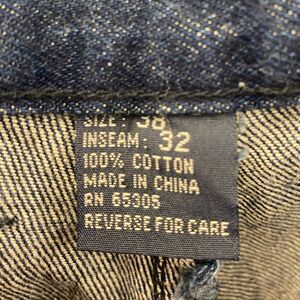 SIZE: 38
INSEAM: 32
100% COTTON
MADE IN CHINA
RN 65305
REVERSE FOR CARE